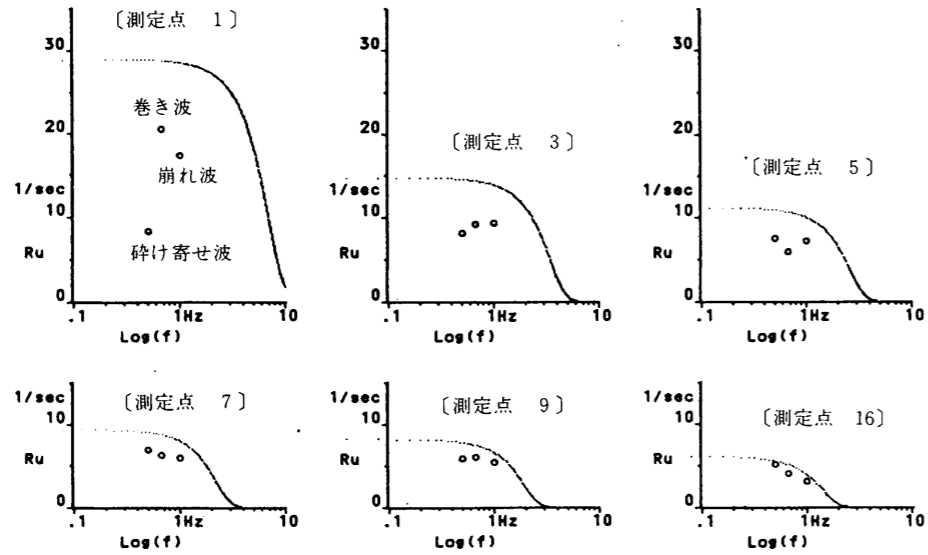 〔測定点 1〕
30
巻き波
20
崩れ波
1/sec
10
砕け寄せ波
Ru
0
.1 1Hz 10
Log(f)
30
20
〔測定点 3〕
1/sec
10
Ru
0
.1 1Hz 10
Log(f)
30
20
〔測定点 5〕
1/sec
10
Ru
0
.1 1Hz 10
Log(f)
1/sec
〔測定点 7〕
10
Ru
0
.1 1Hz 10
Log(f)
1/sec
〔測定点 9〕
10
Ru
0
.1 1Hz 10
Log(f)
1/sec
〔測定点 16〕
10
Ru
0
.1 1Hz 10
Log(f)